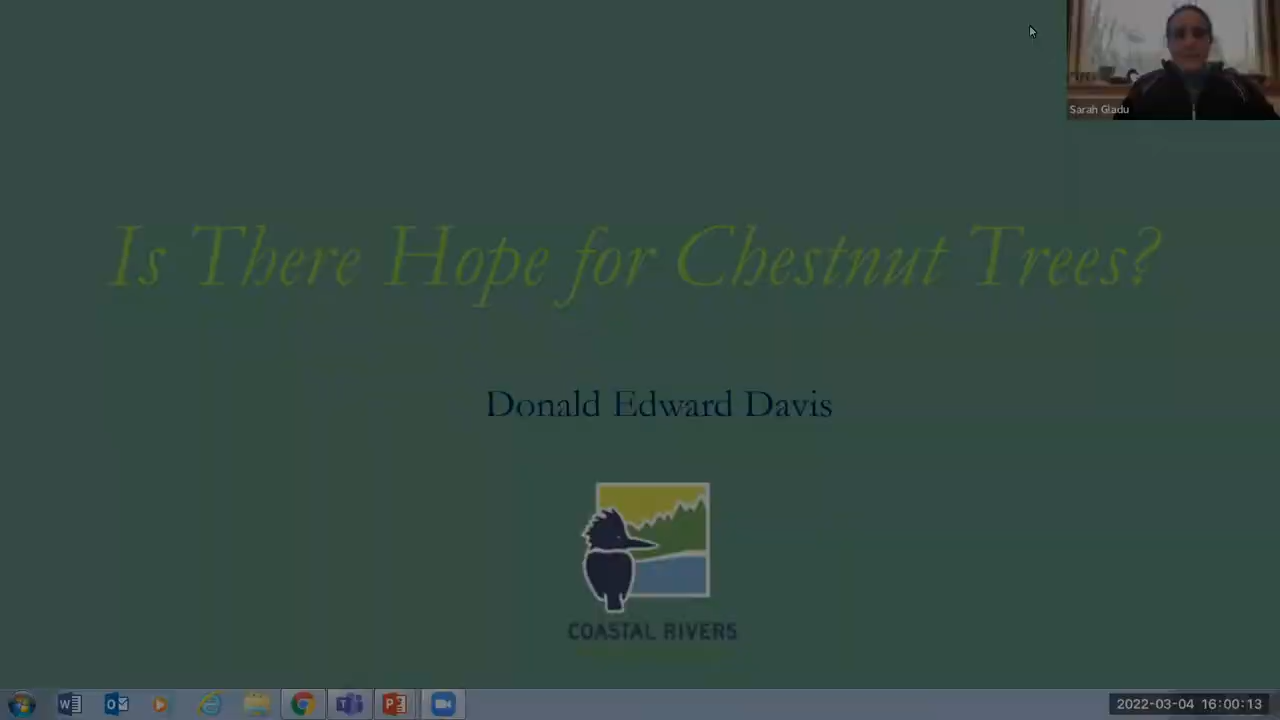 Sarah Gladu
Is There Hope for Chestnut Trees?
Donald Edward Davis
COASTAL RIVERS
2022-03-04 16:00:13